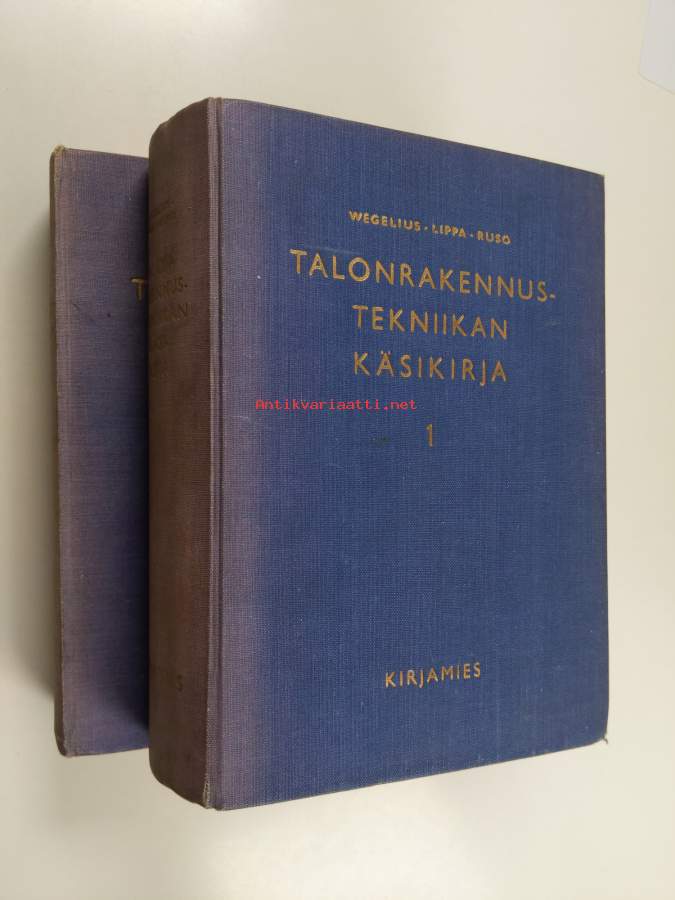 WEGELIUS · LIPPA · RUSO
TALONRAKENNUS-
TEKNIIKAN
KÄSIKIRJA
1
KIRJAMIES
Antikvariaatti.net